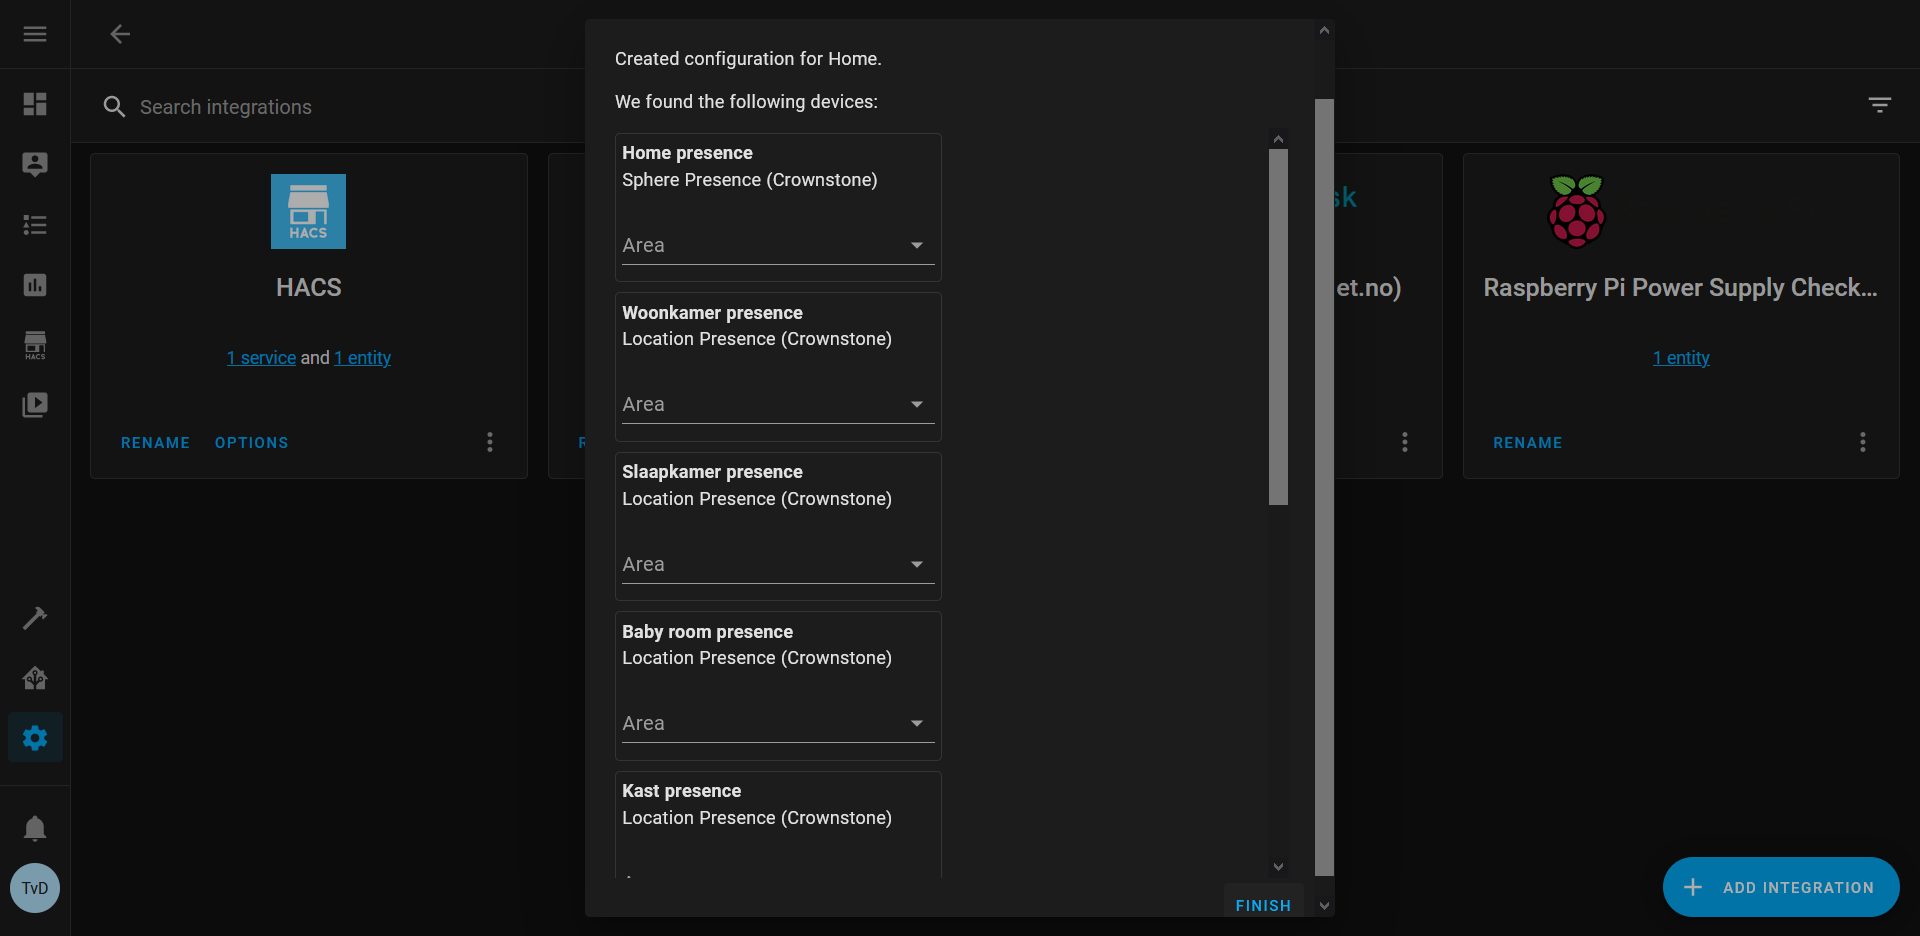 Search integrations
HACS
HACS
1 service and 1 entity
RENAME OPTIONS
HACS
TvD
Created configuration for Home.
We found the following devices:
Home presence
Sphere Presence (Crownstone)
Area
Woonkamer presence
Location Presence (Crownstone)
Area
Slaapkamer presence
Location Presence (Crownstone)
Area
Baby room presence
Location Presence (Crownstone)
Area
Kast presence
Location Presence (Crownstone)
FINISH
et.no)
Raspberry Pi Power Supply Check...
1 entity
RENAME
ADD INTEGRATION